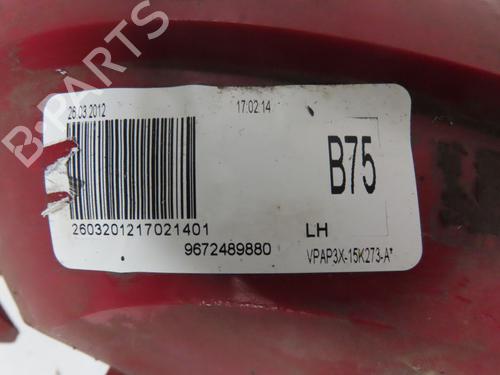 B-PARTS
26.03.2012
17.02.14
B75
2603201217021401
LH
9672489880
VPAP3X-15K273-A*